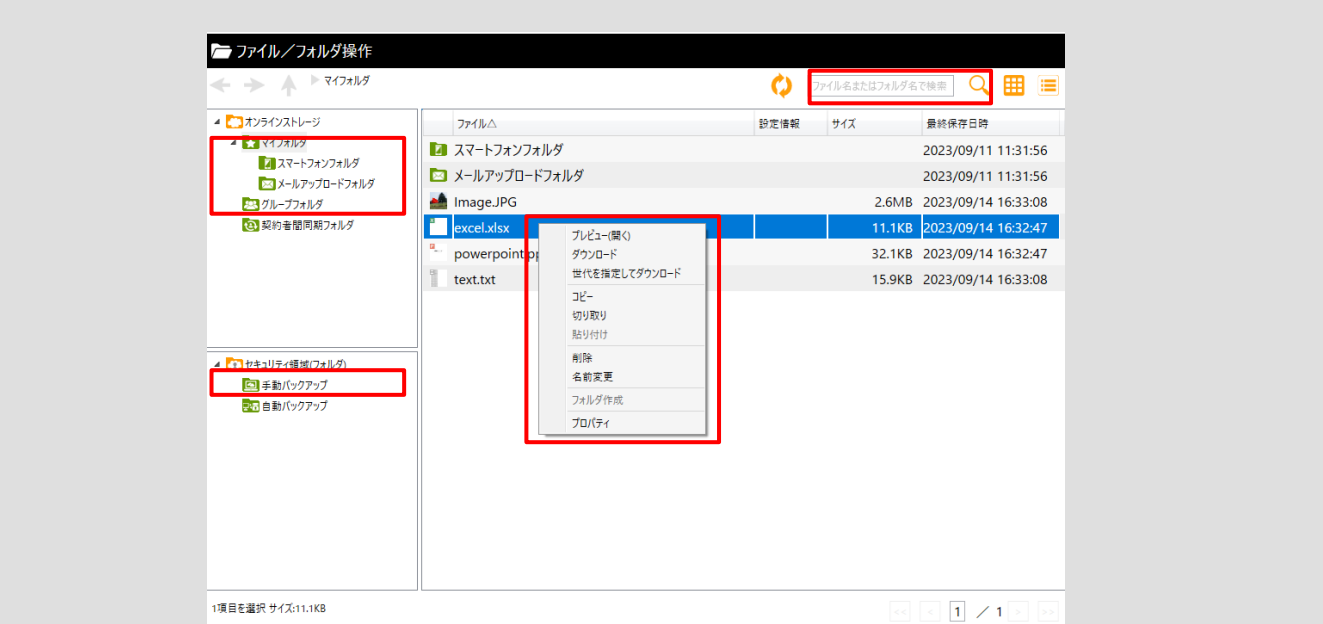 ファイル／フォルダ操作
マイフォルダ
ファイル名またはフォルダ名で検索
オンラインストレージ
マイフォルダ
スマートフォンフォルダ
メールアップロードフォルダ
グループフォルダ
契約者間同期フォルダ
セキュリティ領域(フォルダ)
手動バックアップ
自動バックアップ
ファイル△ 設定情報 サイズ 最終保存日時
スマートフォンフォルダ 2023/09/11 11:31:56
メールアップロードフォルダ 2023/09/11 11:31:56
Image.JPG 2.6MB 2023/09/14 16:33:08
excel.xlsx 11.1KB 2023/09/14 16:32:47
powerpoint.pp 32.1KB 2023/09/14 16:32:47
text.txt 15.9KB 2023/09/14 16:33:08
プレビュー(開く)
ダウンロード
世代を指定してダウンロード
コピー
切り取り
貼り付け
削除
名前変更
フォルダ作成
プロパティ
1項目を選択 サイズ:11.1KB
<< < 1 ／ 1 > >>